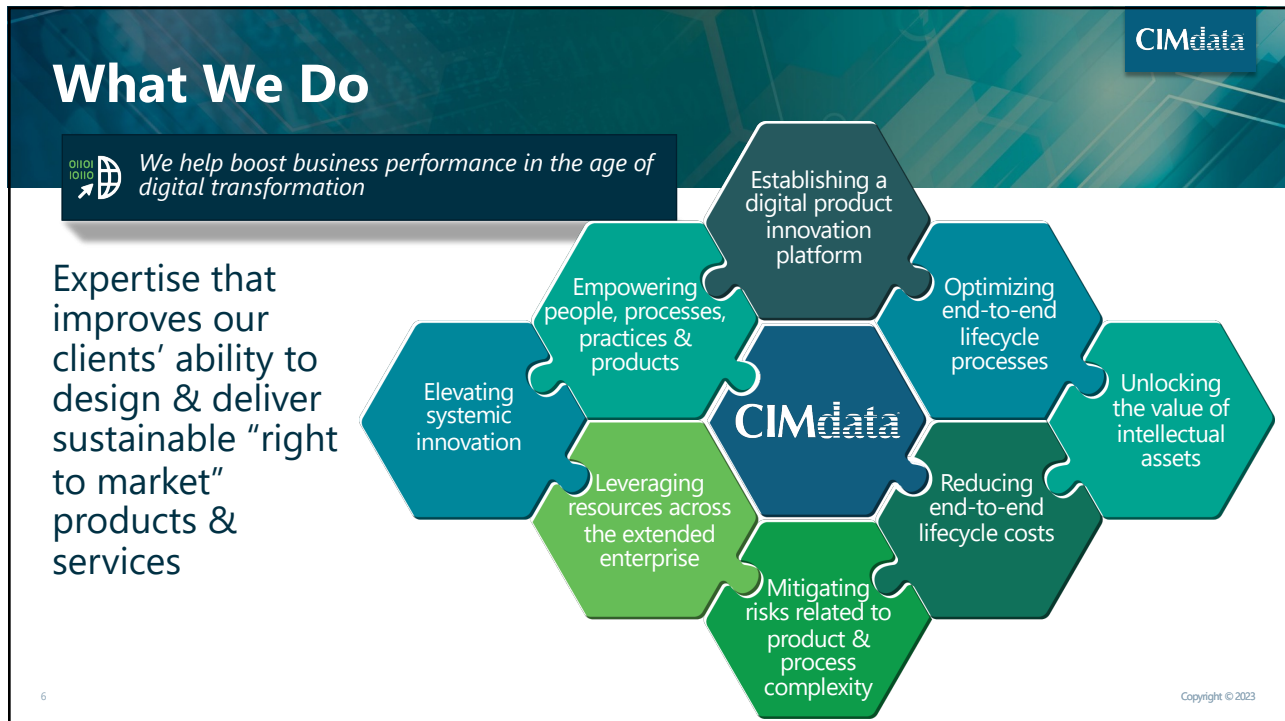 CIMdata
What We Do
01101
10110
We help boost business performance in the age of
digital transformation
Expertise that
improves our
clients’ ability to
design & deliver
sustainable “right
to market”
products &
services
Establishing a
digital product
innovation
platform
Empowering
people, processes,
practices &
products
Optimizing
end-to-end
lifecycle
processes
Elevating
systemic
innovation
CIMdata
Unlocking
the value of
intellectual
assets
Leveraging
resources across
the extended
enterprise
Reducing
end-to-end
lifecycle costs
Mitigating
risks related to
product &
process
complexity
6
Copyright © 2023